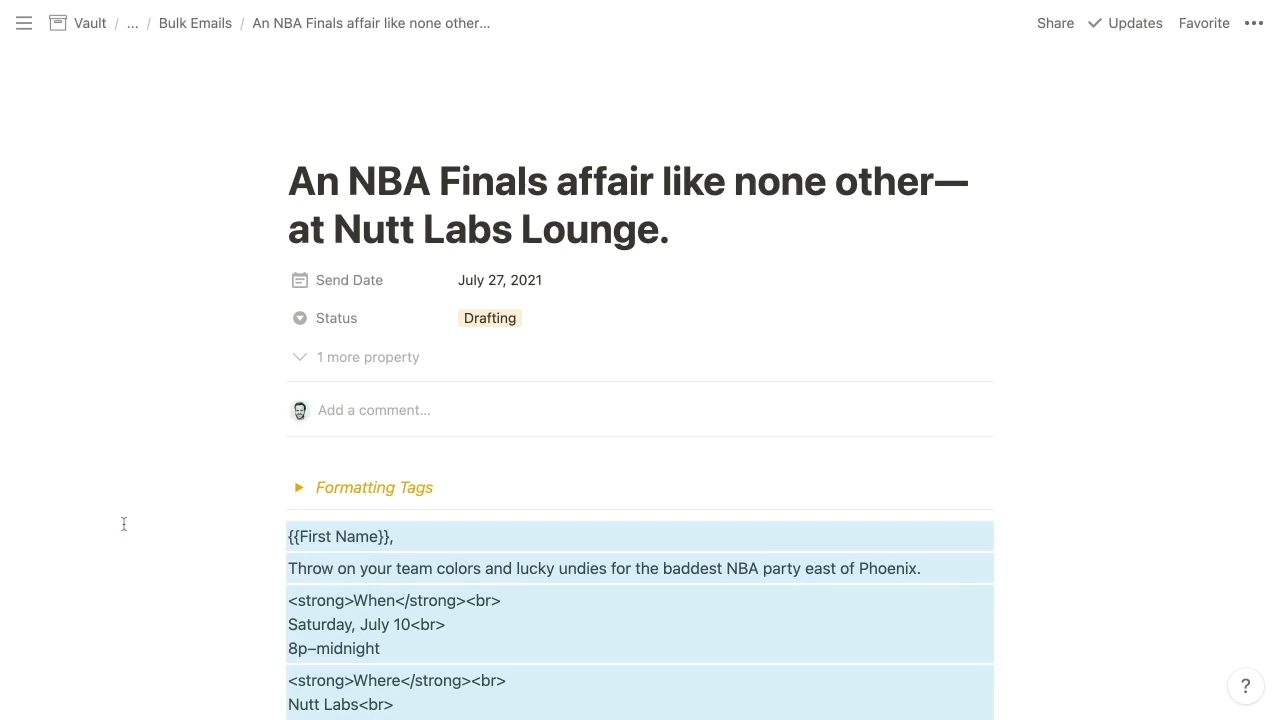 Vault / ... / Bulk Emails / An NBA Finals affair like none other...
Share Updates Favorite •••
An NBA Finals affair like none other—
at Nutt Labs Lounge.
Send Date July 27, 2021
Status Drafting
1 more property
Add a comment...
Formatting Tags
{{First Name}},
Throw on your team colors and lucky undies for the baddest NBA party east of Phoenix.
<strong>When</strong><br>
Saturday, July 10<br>
8p–midnight
<strong>Where</strong><br>
Nutt Labs<br>
?